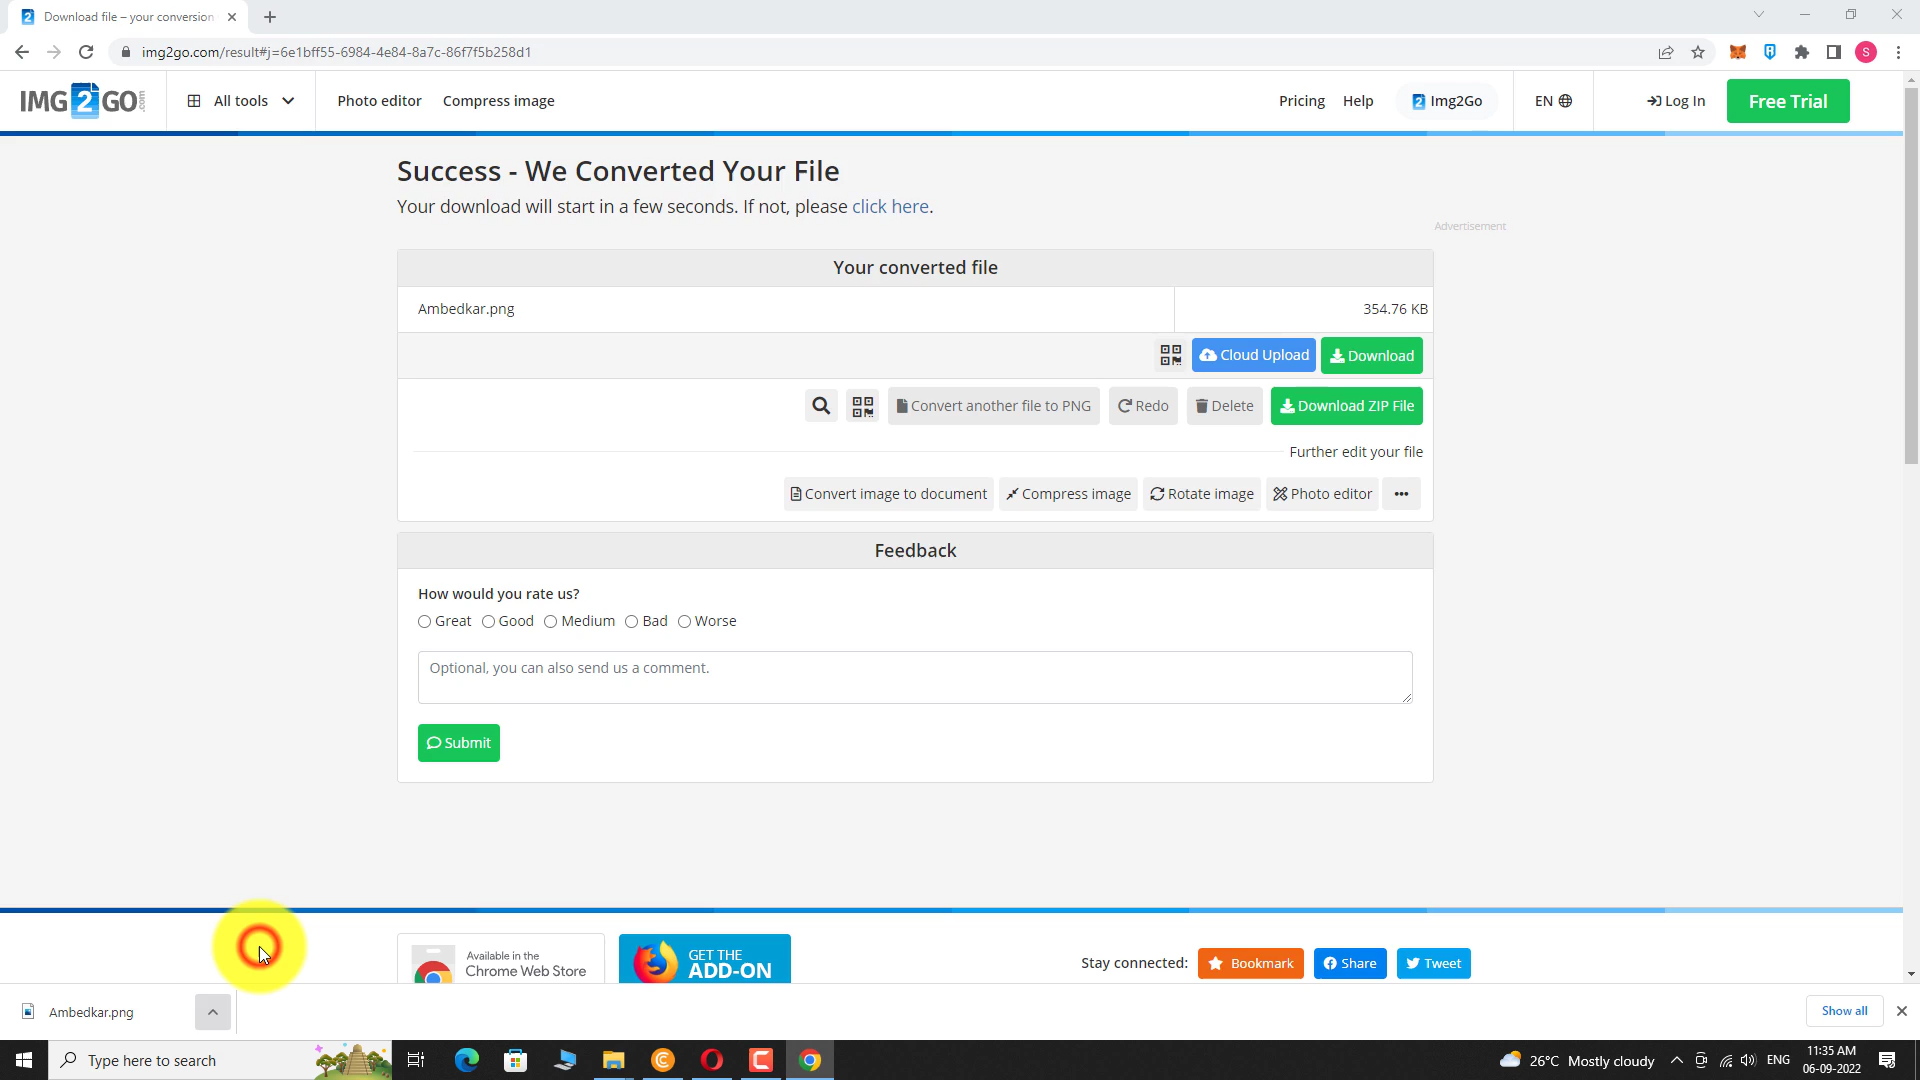 Download file – your conversion
img2go.com/result#j=6e1bff55-6984-4e84-8a7c-86f7f5b258d1
S
IMG2GO.com
All tools
Photo editor
Compress image
Pricing
Help
2 Img2Go
EN
Log In
Free Trial
Success - We Converted Your File
Your download will start in a few seconds. If not, please click here.
Advertisement
Your converted file
Ambedkar.png
354.76 KB
Cloud Upload
Download
Convert another file to PNG
Redo
Delete
Download ZIP File
Further edit your file
Convert image to document
Compress image
Rotate image
Photo editor
Feedback
How would you rate us?
Great
Good
Medium
Bad
Worse
Optional, you can also send us a comment.
Submit
Available in the
Chrome Web Store
GET THE
ADD-ON
Stay connected:
Bookmark
Share
Tweet
Ambedkar.png
Show all
Type here to search
26°C Mostly cloudy
ENG
11:35 AM
06-09-2022